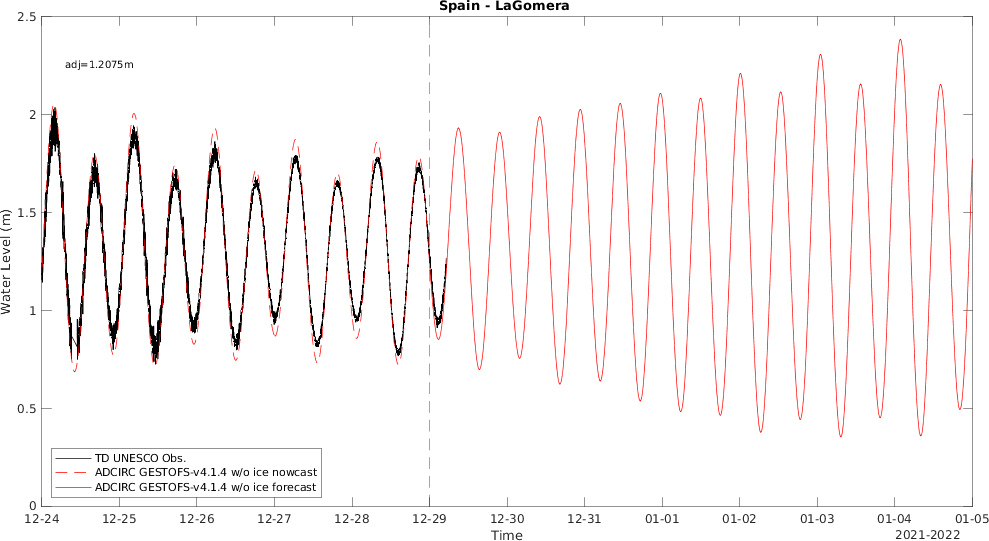 Spain - LaGomera
2.5
adj=1.2075m
2
1.5
Water Level (m)
1
0.5
TD UNESCO Obs.
ADCIRC GESTOFS-v4.1.4 w/o ice nowcast
ADCIRC GESTOFS-v4.1.4 w/o ice forecast
0
12-24 12-25 12-26 12-27 12-28 12-29 12-30 12-31 01-01 01-02 01-03 01-04 01-05
Time
2021-2022